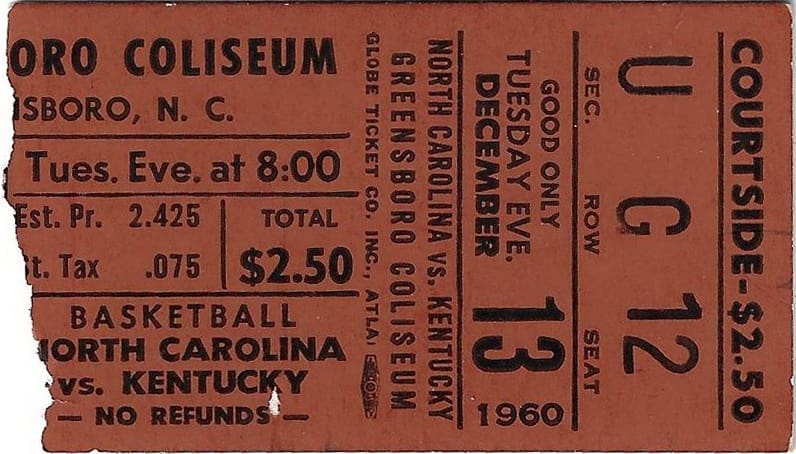 ORO COLISEUM
ISBORO, N. C.
Tues. Eve. at 8:00
Est. Pr. 2.425
t. Tax .075
TOTAL
$2.50
BASKETBALL
NORTH CAROLINA
vs. KENTUCKY
— NO REFUNDS —
GLOBE TICKET CO., INC., ATLA
GREENSBORO COLISEUM
NORTH CAROLINA vs. KENTUCKY
GOOD ONLY
TUESDAY EVE.
DECEMBER
13
1960
SEC. ROW SEAT
U G 12
COURTSIDE-$2.50